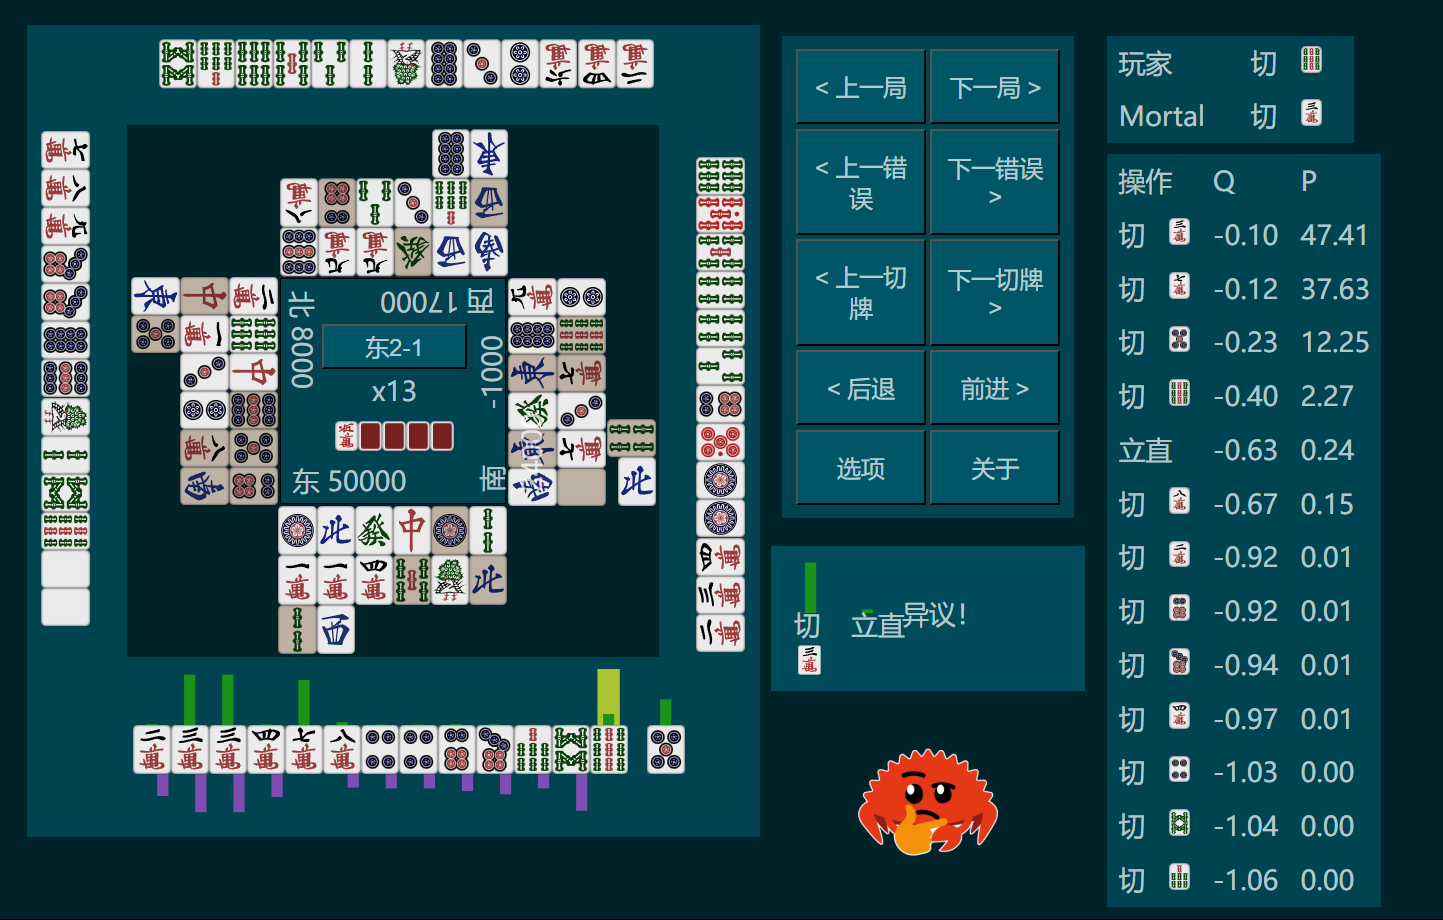 北 8000
西 17000
东2-1
x13
-1000
南
东 50000
< 上一局
下一局 >
< 上一错
误
下一错误
>
< 上一切
牌
下一切牌
>
< 后退
前进 >
选项
关于
切
立直
异议!
玩家 切
Mortal 切
操作 Q P
切 -0.10 47.41
切 -0.12 37.63
切 -0.23 12.25
切 -0.40 2.27
立直 -0.63 0.24
切 -0.67 0.15
切 -0.92 0.01
切 -0.92 0.01
切 -0.94 0.01
切 -0.97 0.01
切 -1.03 0.00
切 -1.04 0.00
切 -1.06 0.00